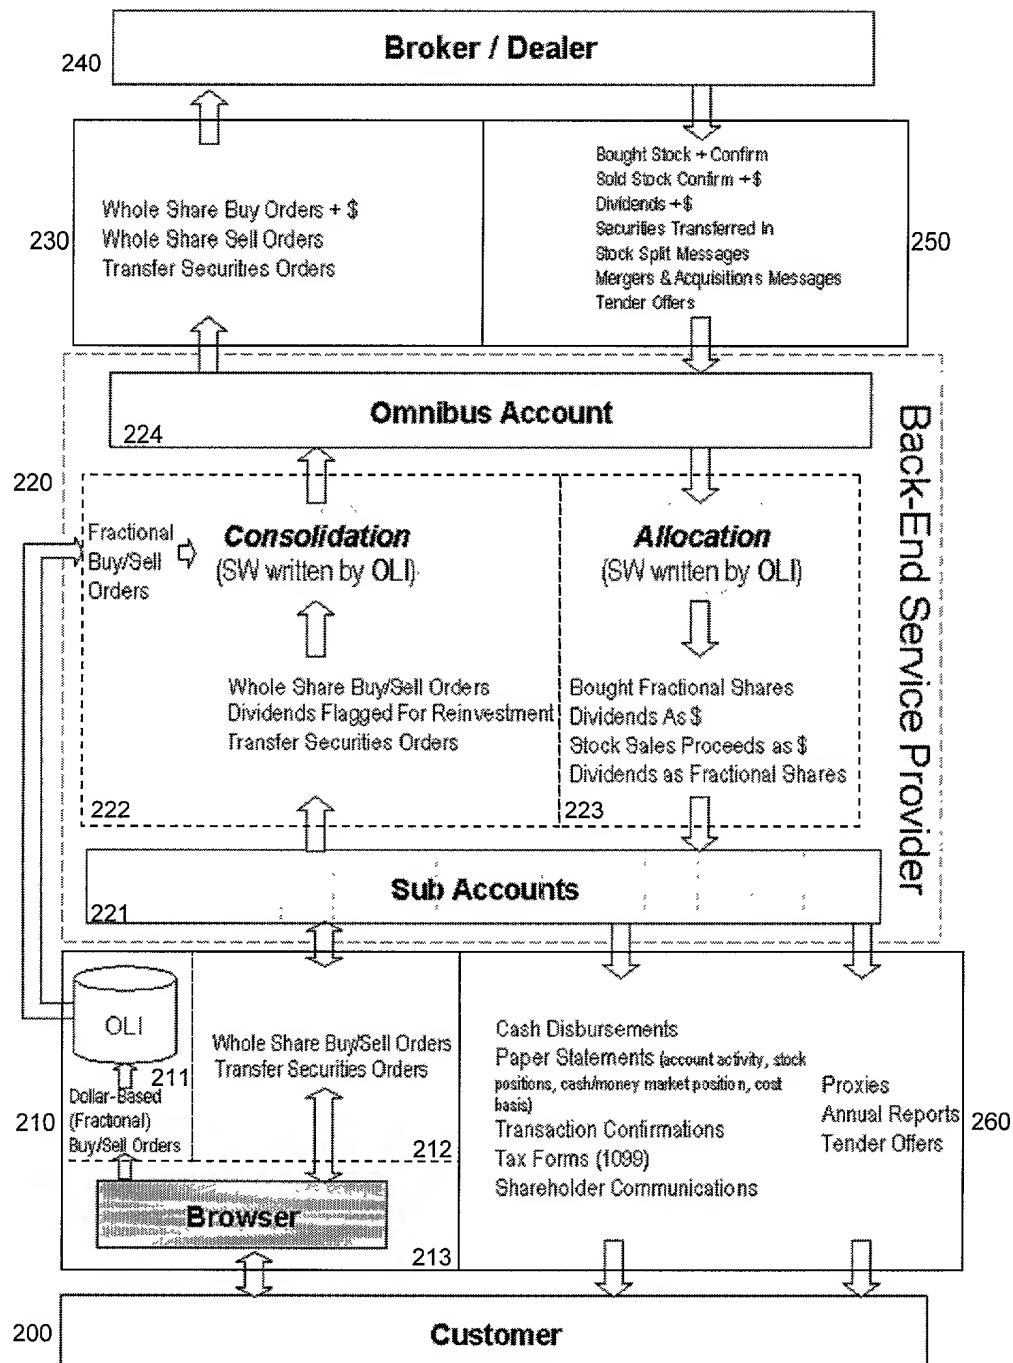 Broker / Dealer
240
Whole Share Buy Orders + $
Whole Share Sell Orders
Transfer Securities Orders
230
Bought Stock + Confirm
Sold Stock Confirm + $
Dividends + $
Securities Transferred In
Stock Split Messages
Mergers & Acquisitions Messages
Tender Offers
250
Omnibus Account
224
Back-End Service Provider
220
Fractional
Buy/Sell
Orders
Consolidation
(SW written by OLI)
Whole Share Buy/Sell Orders
Dividends Flagged For Reinvestment
Transfer Securities Orders
222
Allocation
(SW written by OLI)
Bought Fractional Shares
Dividends As $
Stock Sales Proceeds as $
Dividends as Fractional Shares
223
Sub Accounts
221
OLI
211
Dollar-Based
(Fractional)
Buy/Sell Orders
210
Whole Share Buy/Sell Orders
Transfer Securities Orders
212
Browser
213
Cash Disbursements
Paper Statements (account activity, stock
positions, cash/money market position, cost
basis)
Transaction Confirmations
Tax Forms (1099)
Shareholder Communications
Proxies
Annual Reports
Tender Offers
260
200
Customer